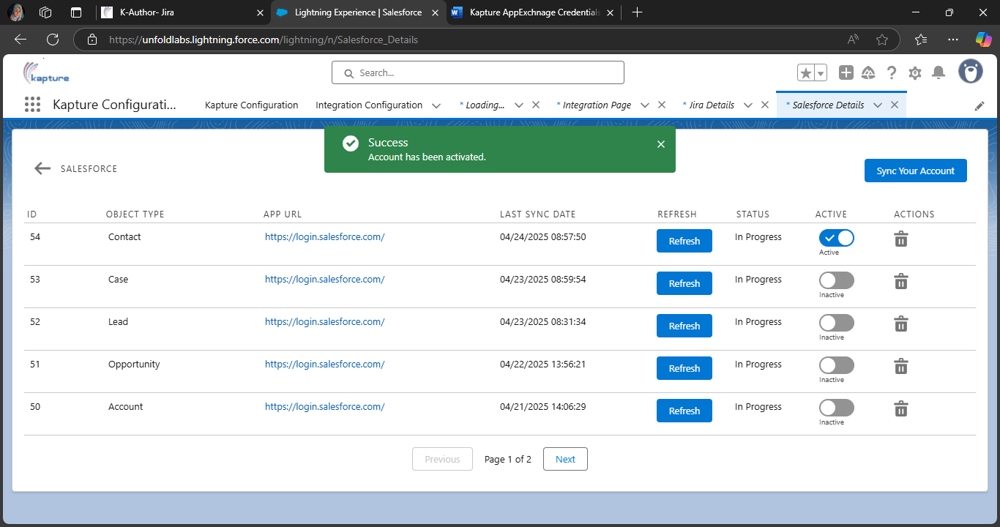 K-Author- Jira
Lightning Experience | Salesforce
Kapture AppExchnage Credentials
https://unfoldlabs.lightning.force.com/lightning/n/Salesforce_Details
kapture
Search...
Kapture Configurati...
Kapture Configuration
Integration Configuration
* Loading...
* Integration Page
* Jira Details
* Salesforce Details
Success
Account has been activated.
SALESFORCE
Sync Your Account
ID OBJECT TYPE APP URL LAST SYNC DATE REFRESH STATUS ACTIVE ACTIONS
54 Contact https://login.salesforce.com/ 04/24/2025 08:57:50 Refresh In Progress
Active
53 Case https://login.salesforce.com/ 04/23/2025 08:59:54 Refresh In Progress
Inactive
52 Lead https://login.salesforce.com/ 04/23/2025 08:31:34 Refresh In Progress
Inactive
51 Opportunity https://login.salesforce.com/ 04/22/2025 13:56:21 Refresh In Progress
Inactive
50 Account https://login.salesforce.com/ 04/21/2025 14:06:29 Refresh In Progress
Inactive
Previous Page 1 of 2 Next